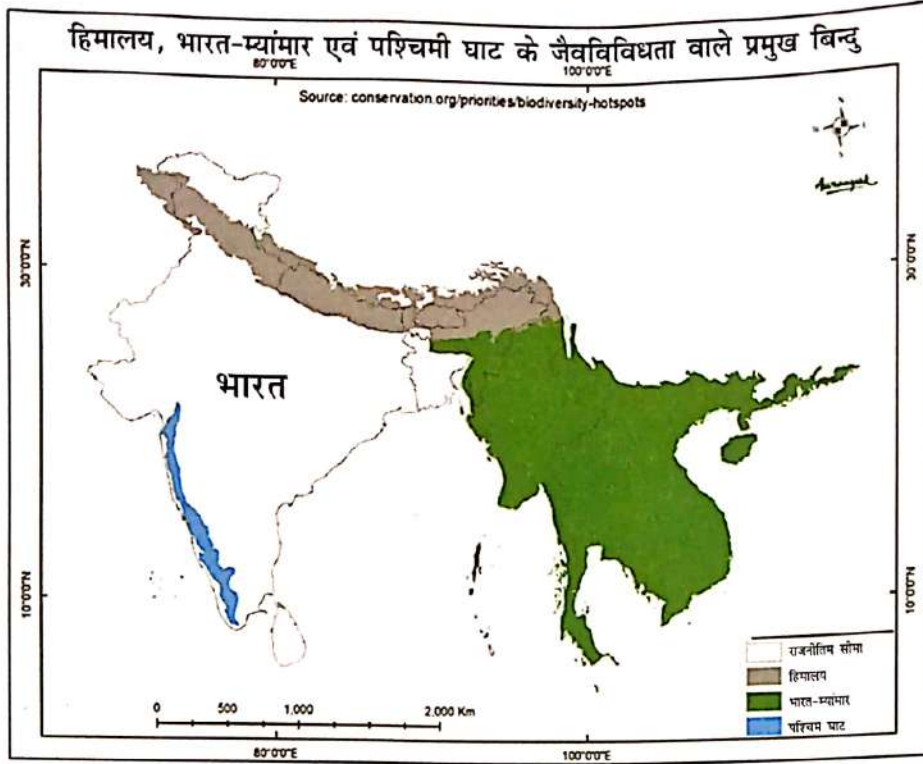 हिमालय, भारत-म्यांमार एवं पश्चिमी घाट के जैवविविधता वाले प्रमुख बिन्दु
80°0'0"E 100°0'0"E
Source: conservation.org/priorities/biodiversity-hotspots
N
30°0'0"N 30°0'0"N
भारत
10°0'0"N 10°0'0"N
राजनीतिम सीमा
हिमालय
भारत-म्यांमार
पश्चिम घाट
0 500 1,000 2,000 Km
80°0'0"E 100°0'0"E